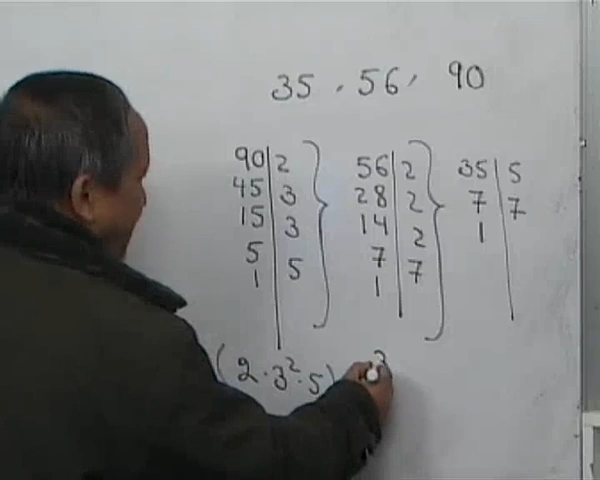 35 , 56 , 90
90 | 2 } 56 | 2 } 35 | 5
45 | 3 28 | 2 7 | 7
15 | 3 14 | 2 1
5 | 5 7 | 7
1 1
(2 · 3² · 5)